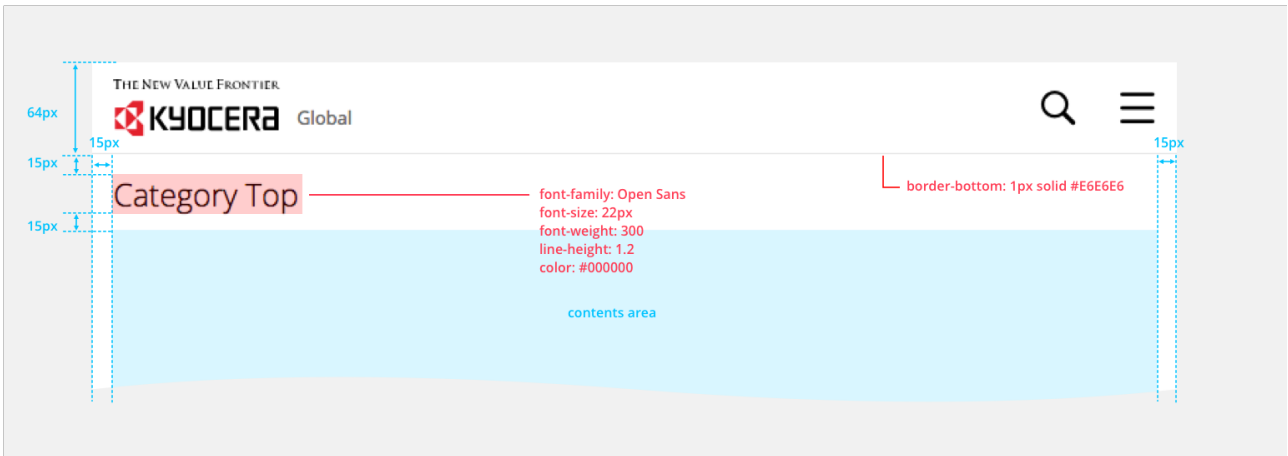 THE NEW VALUE FRONTIER
64px
KYOCERA Global
15px
15px
15px
Category Top
font-family: Open Sans
font-size: 22px
font-weight: 300
line-height: 1.2
color: #000000
border-bottom: 1px solid #E6E6E6
15px
contents area